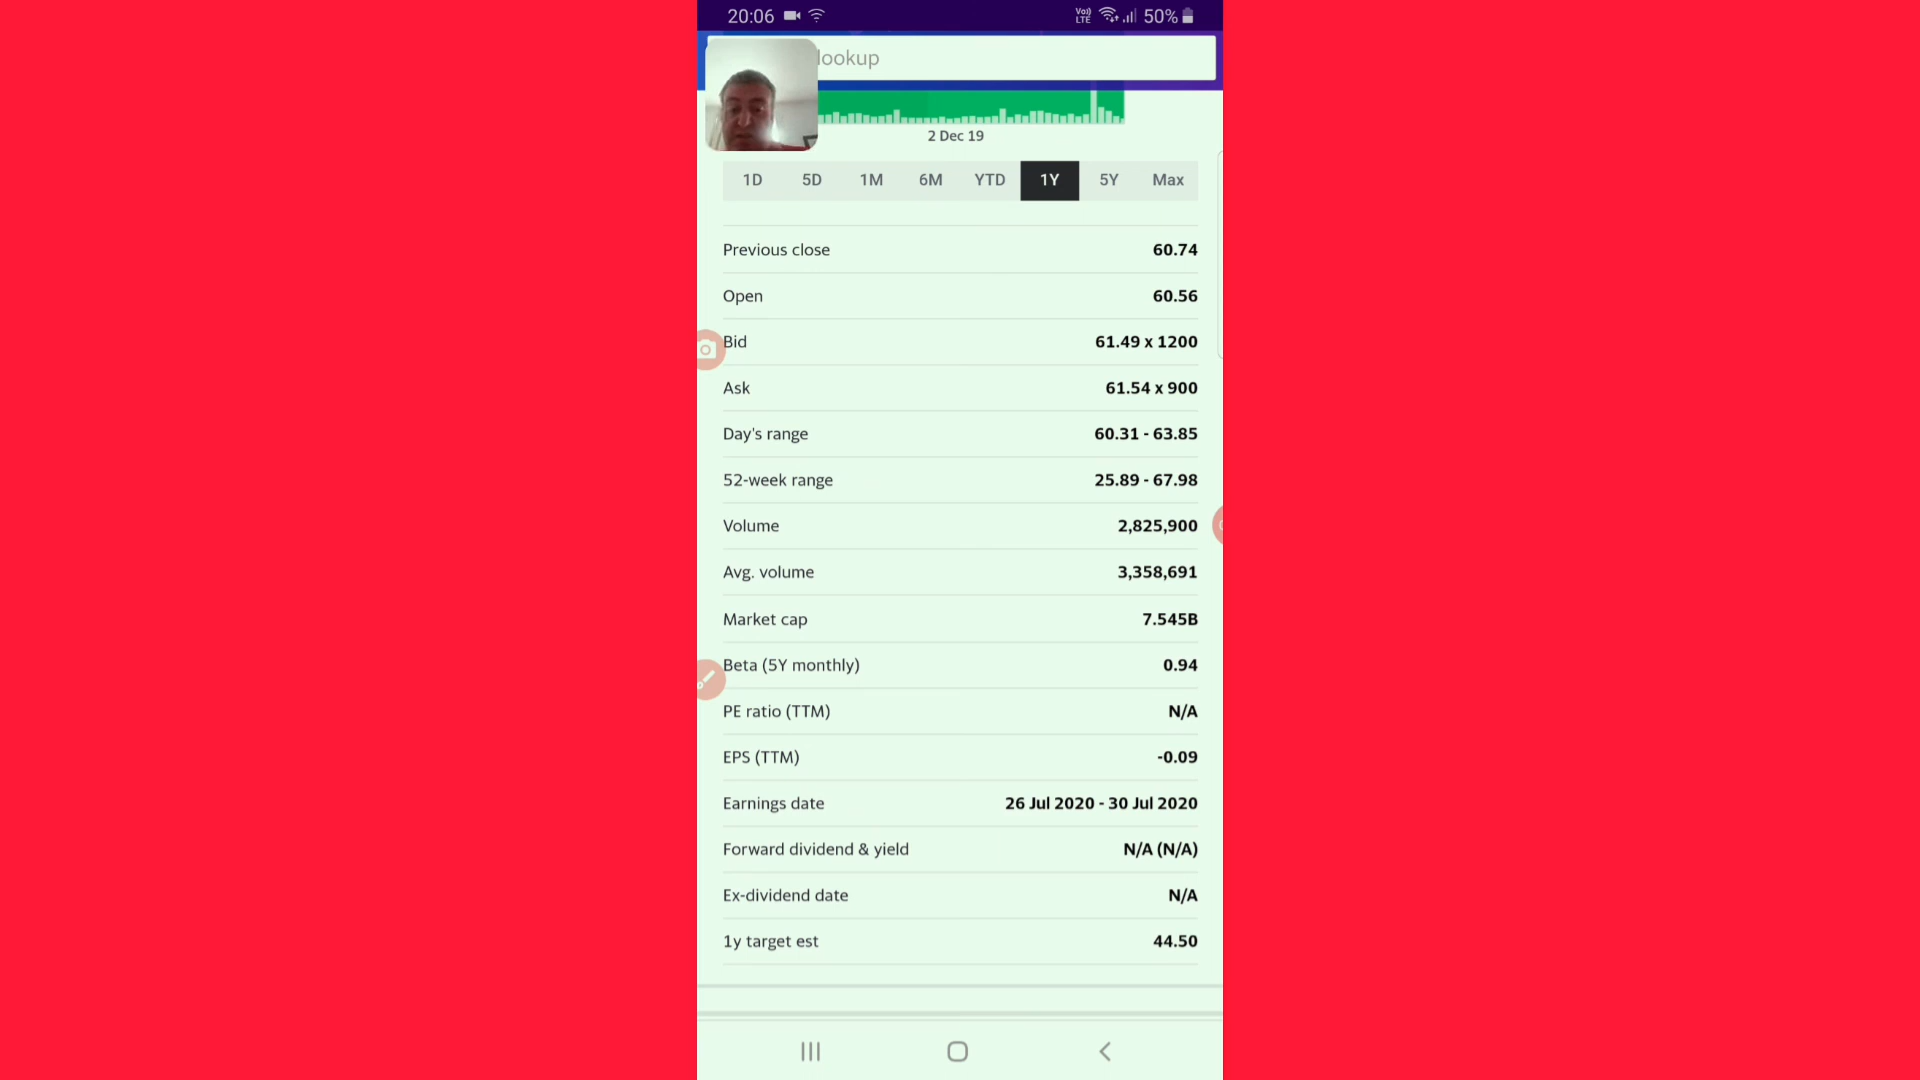 20:06 Vo)) LTE 50%
lookup
2 Dec 19
1D 5D 1M 6M YTD 1Y 5Y Max
Previous close 60.74
Open 60.56
Bid 61.49 x 1200
Ask 61.54 x 900
Day's range 60.31 - 63.85
52-week range 25.89 - 67.98
Volume 2,825,900
Avg. volume 3,358,691
Market cap 7.545B
Beta (5Y monthly) 0.94
PE ratio (TTM) N/A
EPS (TTM) -0.09
Earnings date 26 Jul 2020 - 30 Jul 2020
Forward dividend & yield N/A (N/A)
Ex-dividend date N/A
1y target est 44.50